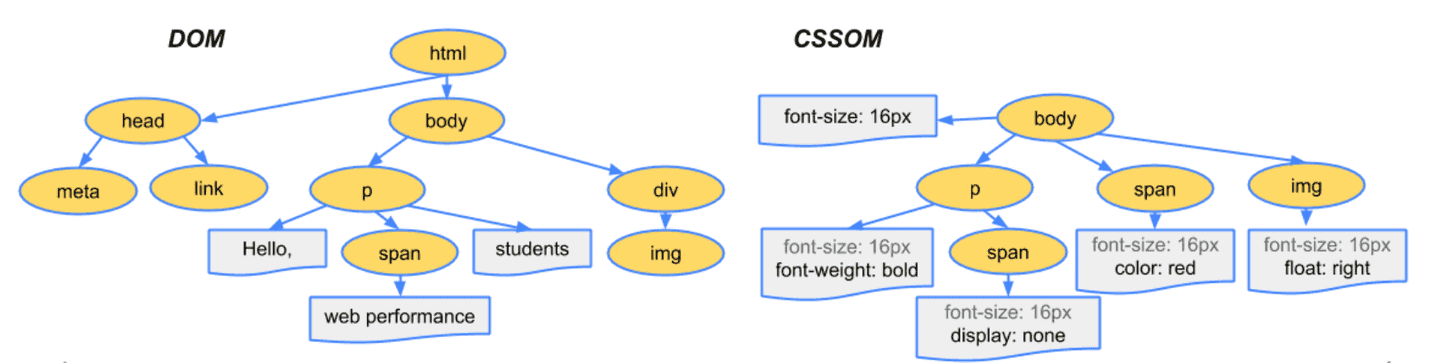 DOM
html
head
body
meta
link
p
div
Hello,
span
students
img
web performance
CSSOM
font-size: 16px
body
p
span
img
font-size: 16px
font-weight: bold
span
font-size: 16px
color: red
font-size: 16px
float: right
font-size: 16px
display: none